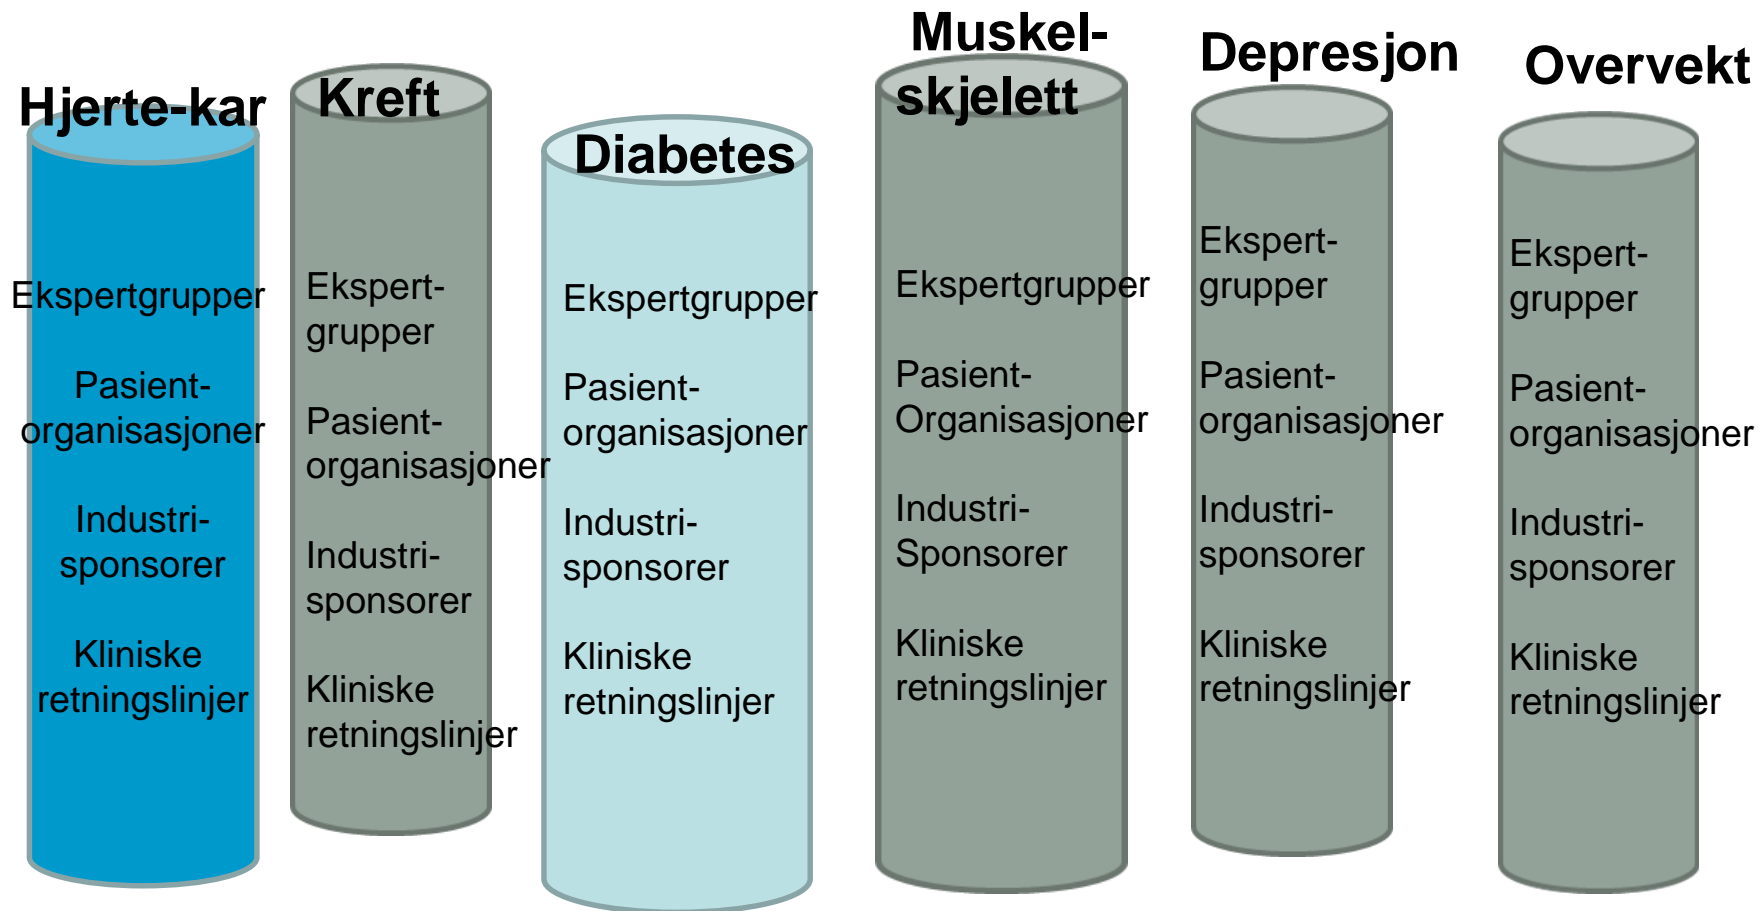 Hjerte-kar
Ekspertgrupper
Pasient-
organisasjoner
Industri-
sponsorer
Kliniske
retningslinjer
Kreft
Ekspert-
grupper
Pasient-
organisasjoner
Industri-
sponsorer
Kliniske
retningslinjer
Diabetes
Ekspertgrupper
Pasient-
organisasjoner
Industri-
sponsorer
Kliniske
retningslinjer
Muskel-
skjelett
Ekspertgrupper
Pasient-
Organisasjoner
Industri-
Sponsorer
Kliniske
retningslinjer
Depresjon
Ekspert-
grupper
Pasient-
organisasjoner
Industri-
sponsorer
Kliniske
retningslinjer
Overvekt
Ekspert-
grupper
Pasient-
organisasjoner
Industri-
sponsorer
Kliniske
retningslinjer